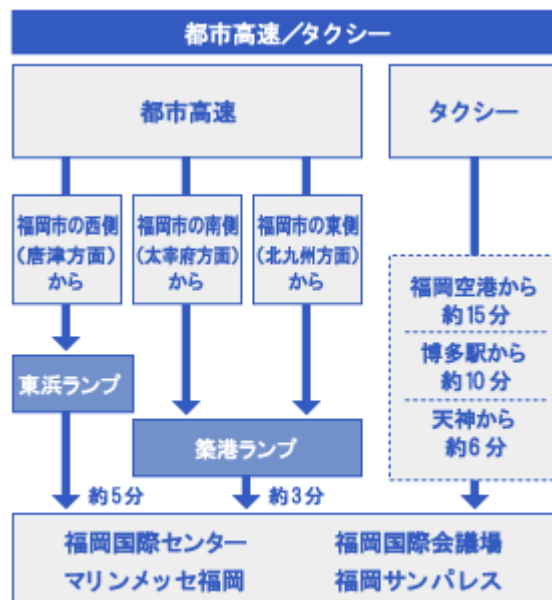 都市高速／タクシー
都市高速
タクシー
福岡市の西側
（唐津方面）
から
福岡市の南側
（太宰府方面）
から
福岡市の東側
（北九州方面）
から
福岡空港から
約15分
博多駅から
約10分
天神から
約6分
東浜ランプ
築港ランプ
約5分
約3分
福岡国際センター
福岡国際会議場
マリンメッセ福岡
福岡サンパレス